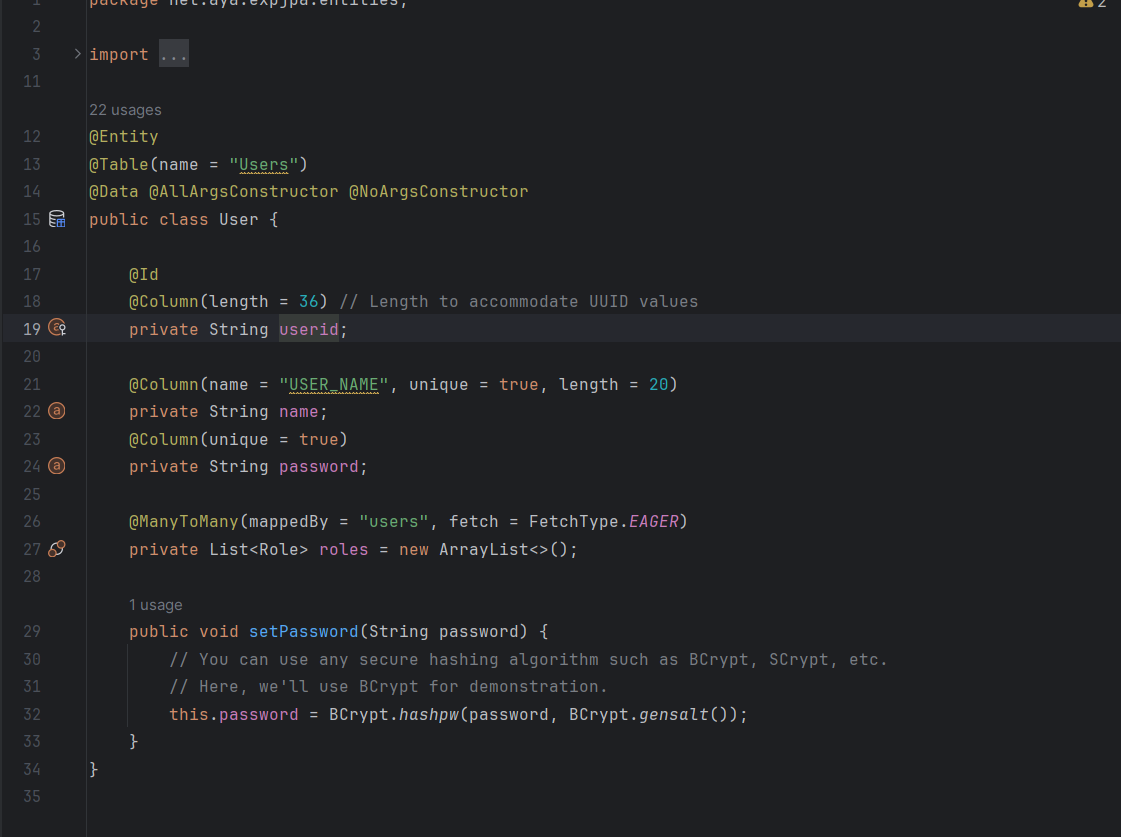 1 package net.aya.expjpa.entities;
2
2
3 import ...
11
22 usages
12 @Entity
13 @Table(name = "Users")
14 @Data @AllArgsConstructor @NoArgsConstructor
15 public class User {
16
17 @Id
18 @Column(length = 36) // Length to accommodate UUID values
19 private String userid;
20
21 @Column(name = "USER_NAME", unique = true, length = 20)
22 private String name;
23 @Column(unique = true)
24 private String password;
25
26 @ManyToMany(mappedBy = "users", fetch = FetchType.EAGER)
27 private List<Role> roles = new ArrayList<>();
28
1 usage
29 public void setPassword(String password) {
30 // You can use any secure hashing algorithm such as BCrypt, SCrypt, etc.
31 // Here, we'll use BCrypt for demonstration.
32 this.password = BCrypt.hashpw(password, BCrypt.gensalt());
33 }
34 }
35